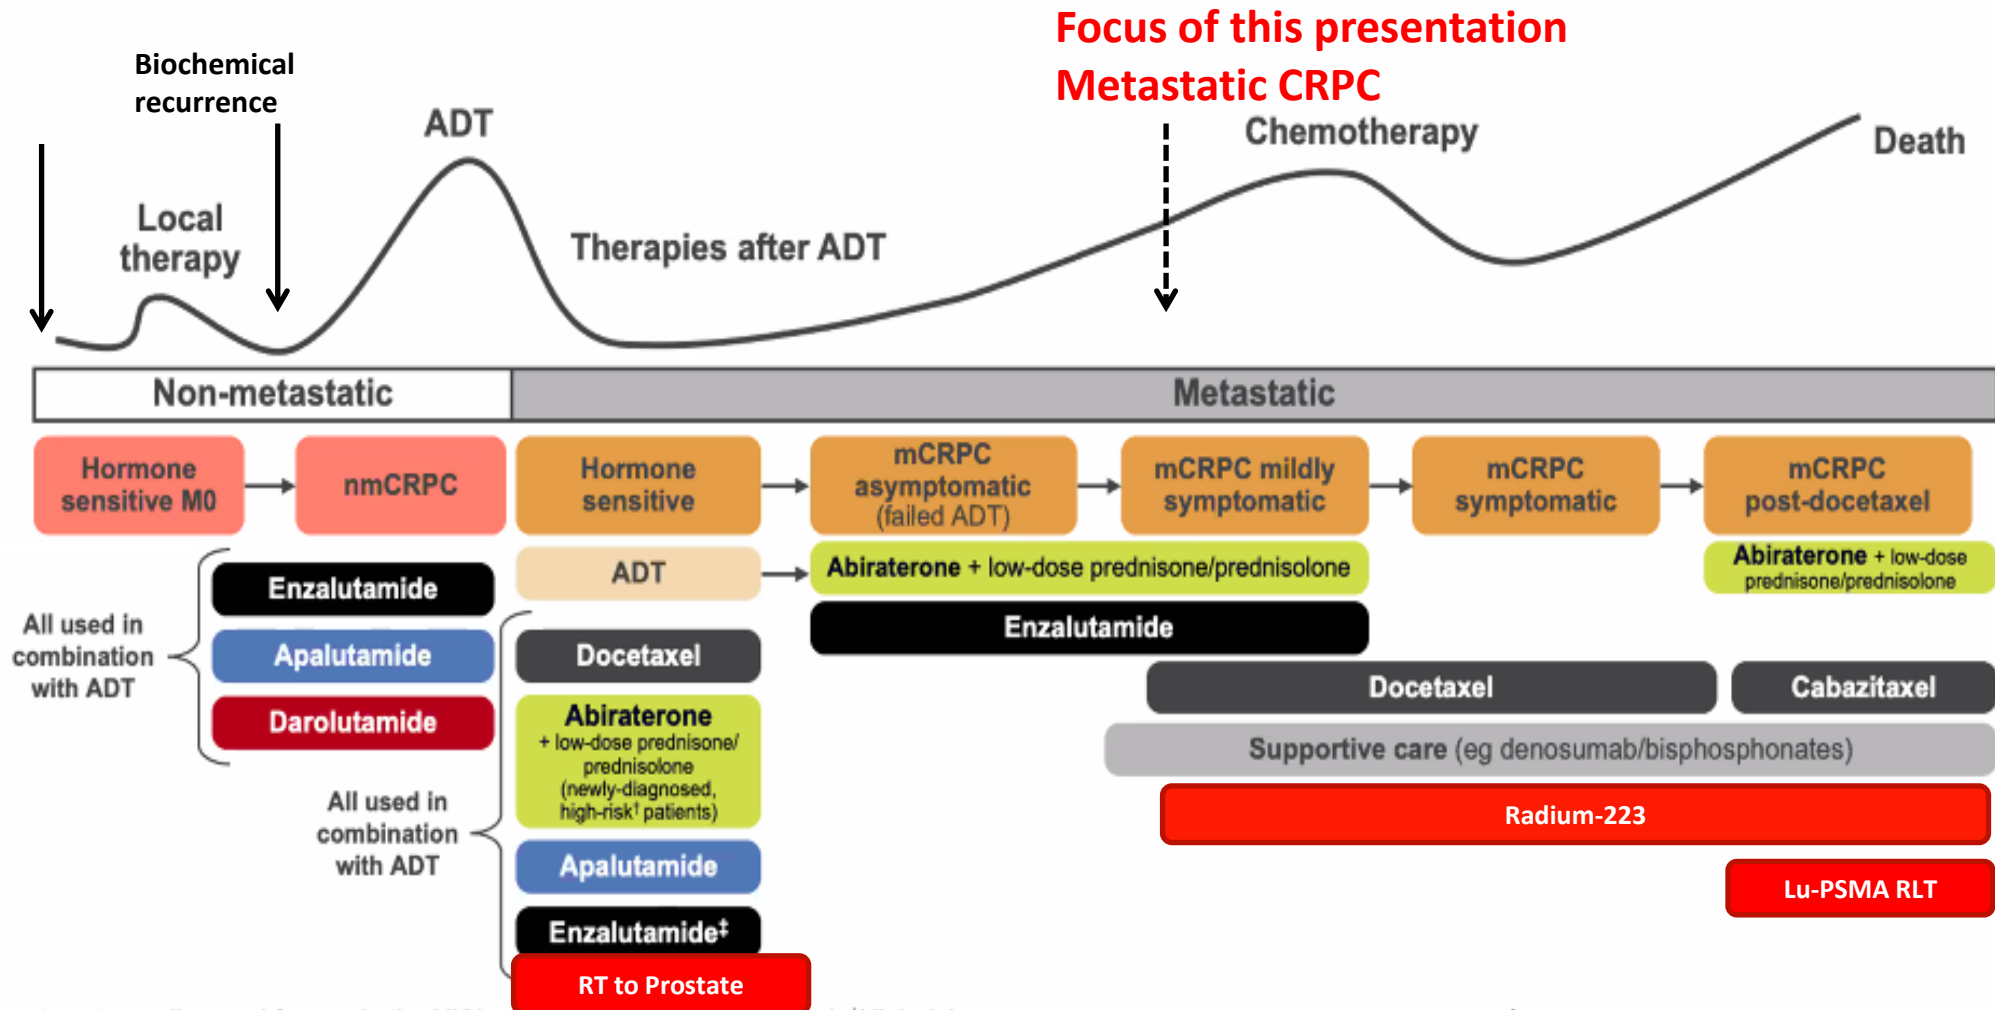 Focus of this presentation
Metastatic CRPC
Biochemical
recurrence
ADT
Chemotherapy
Death
Local
therapy
Therapies after ADT
Non-metastatic
Metastatic
Hormone
sensitive M0
nmCRPC
Hormone
sensitive
mCRPC
asymptomatic
(failed ADT)
mCRPC mildly
symptomatic
mCRPC
symptomatic
mCRPC
post-docetaxel
ADT
Abiraterone + low-dose prednisone/prednisolone
Abiraterone + low-dose
prednisone/prednisolone
All used in
combination
with ADT
Enzalutamide
Apalutamide
Darolutamide
Enzalutamide
Docetaxel
Docetaxel
Cabazitaxel
Abiraterone
+ low-dose prednisone/
prednisolone
(newly-diagnosed,
high-risk† patients)
Supportive care (eg denosumab/bisphosphonates)
All used in
combination
with ADT
Radium-223
Apalutamide
Lu-PSMA RLT
Enzalutamide‡
RT to Prostate